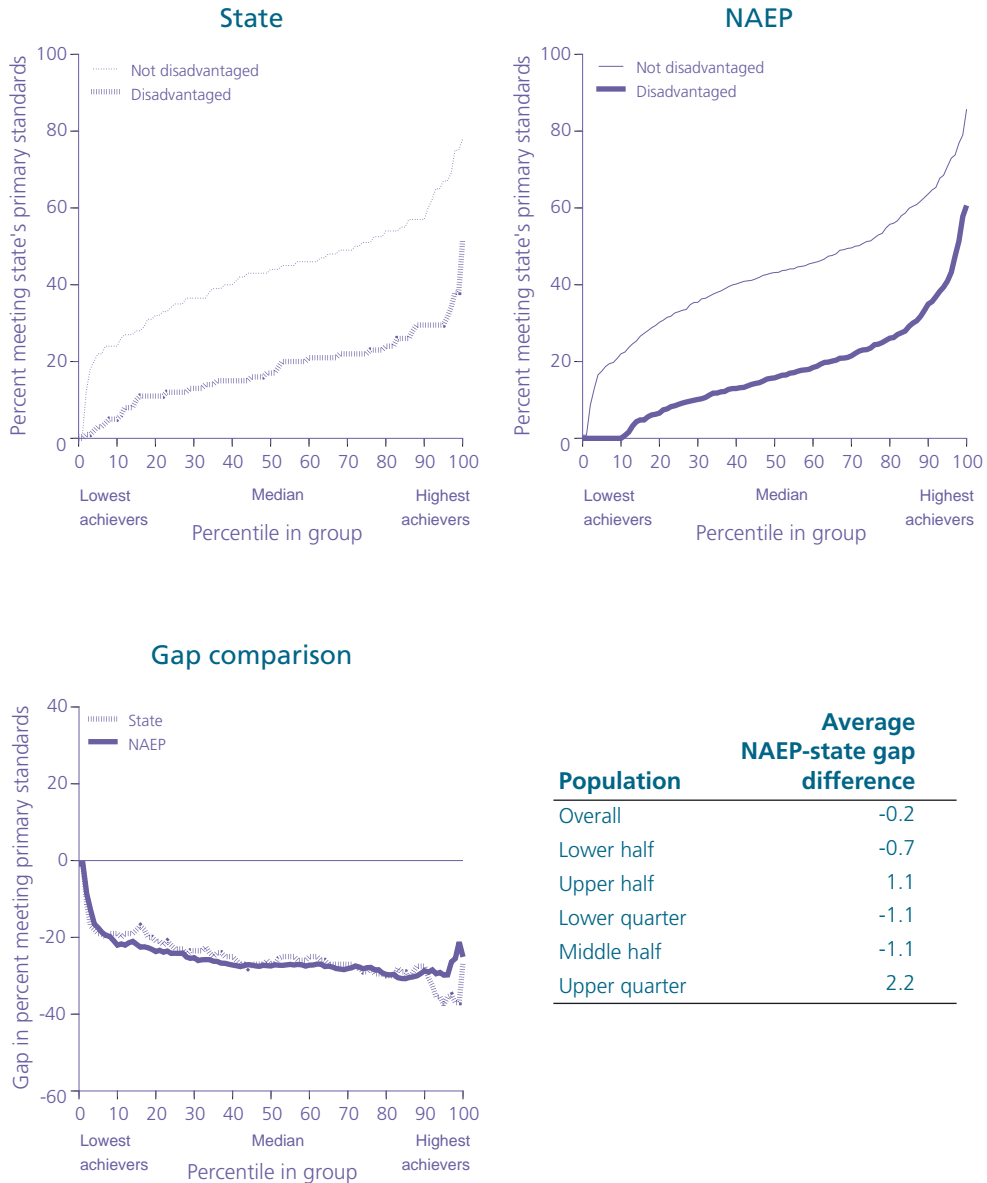 State
Percent meeting state's primary standards
100
80
60
40
20
0
Not disadvantaged
Disadvantaged
0 10 20 30 40 50 60 70 80 90 100
Lowest achievers
Median
Highest achievers
Percentile in group
NAEP
Percent meeting state's primary standards
100
80
60
40
20
0
Not disadvantaged
Disadvantaged
0 10 20 30 40 50 60 70 80 90 100
Lowest achievers
Median
Highest achievers
Percentile in group
Gap comparison
Gap in percent meeting primary standards
40
20
0
-20
-40
-60
State
NAEP
0 10 20 30 40 50 60 70 80 90 100
Lowest achievers
Median
Highest achievers
Percentile in group
Average
NAEP-state gap
Population difference
Overall -0.2
Lower half -0.7
Upper half 1.1
Lower quarter -1.1
Middle half -1.1
Upper quarter 2.2